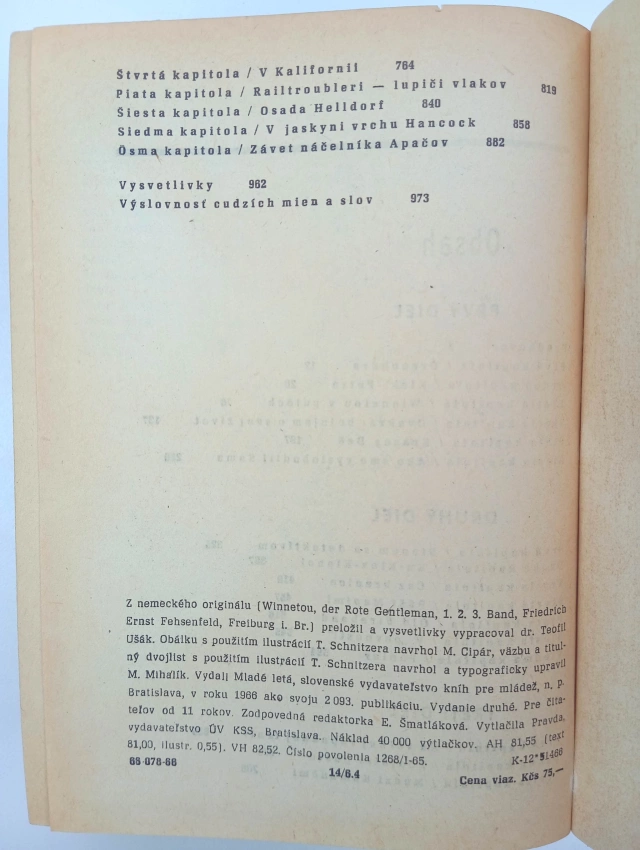 Štvrtá kapitola / V Kalifornii 764
Piata kapitola / Railtroubleri — lupiči vlakov 819
Šiesta kapitola / Osada Helldorf 840
Siedma kapitola / V jaskyni vrchu Hancock 858
Ôsma kapitola / Závet náčelníka Apačov 882
Vysvetlivky 962
Výslovnosť cudzích mien a slov 973
Z nemeckého originálu (Winnetou, der Rote Gentleman, 1. 2. 3. Band, Friedrich
Ernst Fehsenfeld, Freiburg i. Br.) preložil a vysvetlivky vypracoval dr. Teofil
Ušák. Obálku s použitím ilustrácií T. Schnitzera navrhol M. Cipár, väzbu a titul-
ný dvojlist s použitím ilustrácií T. Schnitzera navrhol a typograficky upravil
M. Mihálik. Vydali Mladé letá, slovenské vydavateľstvo kníh pre mládež, n. p.
Bratislava, v roku 1966 ako svoju 2 093. publikáciu. Vydanie druhé. Pre čita-
teľov od 11 rokov. Zodpovedná redaktorka E. Šmatláková. Vytlačila Pravda,
vydavateľstvo ÚV KSS, Bratislava. Náklad 40 000 výtlačkov. AH 81,55 (text
81,00, ilustr. 0,55). VH 82,52. Číslo povolenia 1268/I-65. K-12*51466
66-078-66 14/6.4 Cena viaz. Kčs 75,—